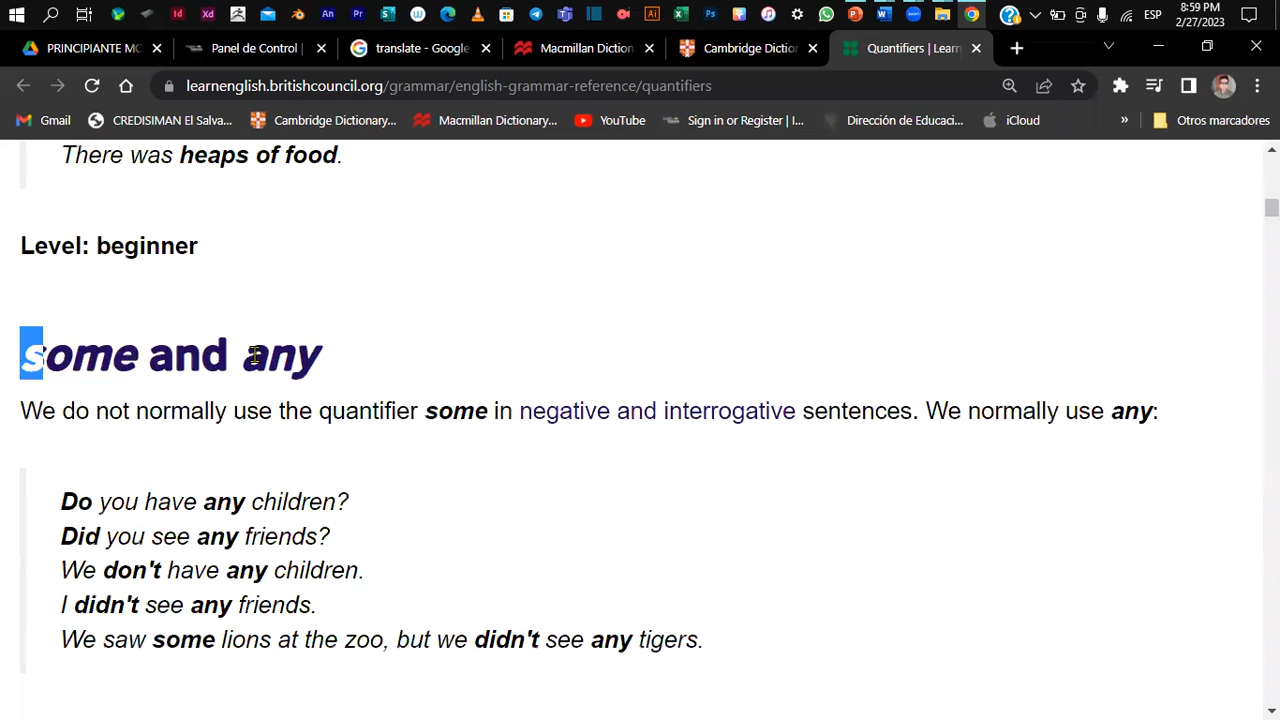 8:59 PM
ESP
2/27/2023
PRINCIPIANTE MO
Panel de Control
translate - Google
Macmillan Diction
Cambridge Dictio
Quantifiers | Learn
learnenglish.britishcouncil.org/grammar/english-grammar-reference/quantifiers
Gmail
CREDISIMAN El Salva...
Cambridge Dictionary...
Macmillan Dictionary...
YouTube
Sign in or Register | I...
Dirección de Educaci...
iCloud
»
Otros marcadores
There was heaps of food.
Level: beginner
some and any
We do not normally use the quantifier some in negative and interrogative sentences. We normally use any:
Do you have any children?
Did you see any friends?
We don't have any children.
I didn't see any friends.
We saw some lions at the zoo, but we didn't see any tigers.